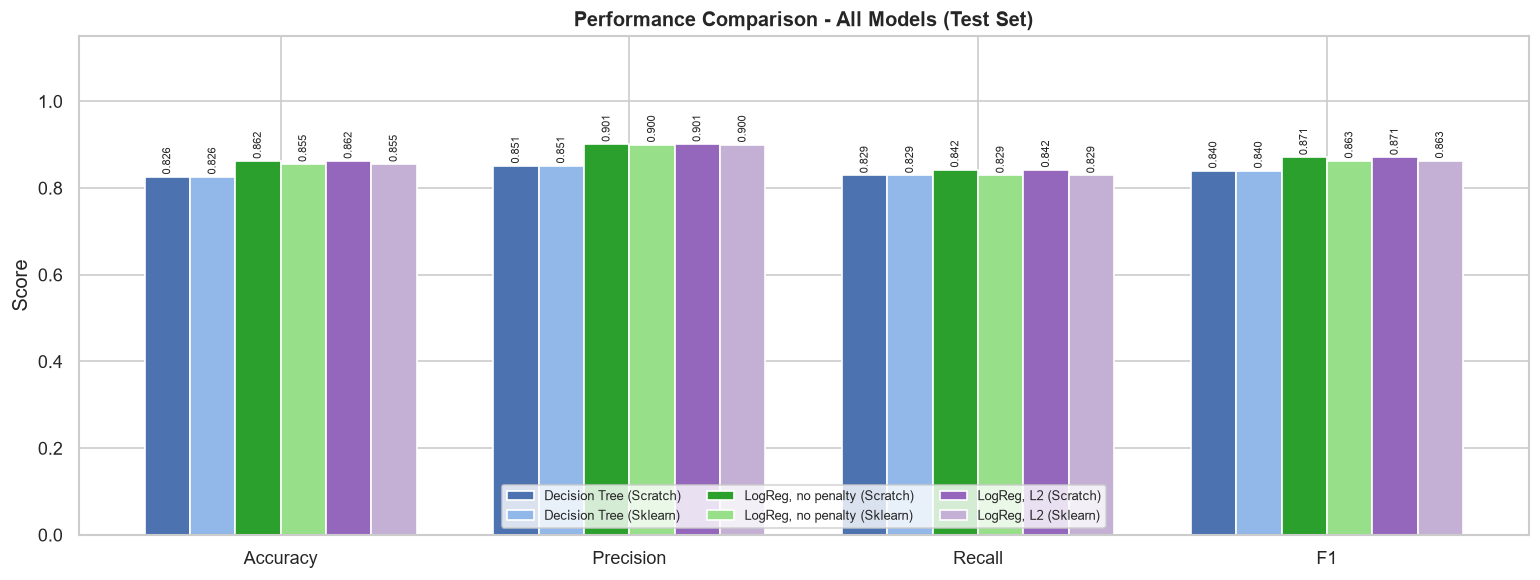 Performance Comparison - All Models (Test Set)
Score
1.0
0.8
0.6
0.4
0.2
0.0
0.826 0.826 0.862 0.855 0.862 0.855
0.851 0.851 0.901 0.900 0.901 0.900
0.829 0.829 0.842 0.829 0.842 0.829
0.840 0.840 0.871 0.863 0.871 0.863
Decision Tree (Scratch) LogReg, no penalty (Scratch) LogReg, L2 (Scratch)
Decision Tree (Sklearn) LogReg, no penalty (Sklearn) LogReg, L2 (Sklearn)
Accuracy Precision Recall F1